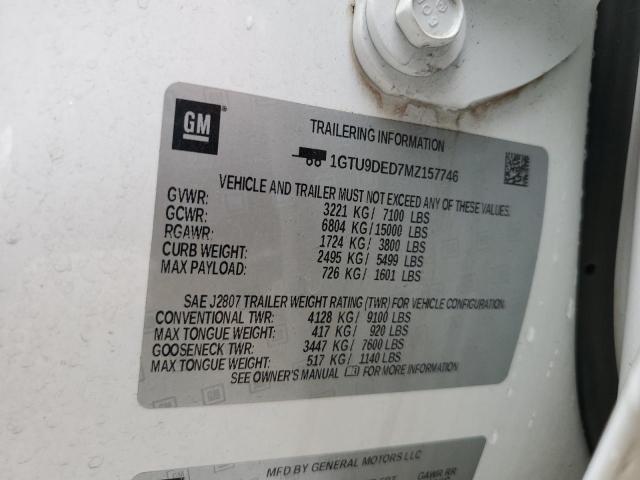 GM
TRAILERING INFORMATION
1GTU9DED7MZ157746
VEHICLE AND TRAILER MUST NOT EXCEED ANY OF THESE VALUES.
GVWR: 3221 KG/ 7100 LBS
GCWR: 6804 KG/15000 LBS
RGAWR: 1724 KG/ 3800 LBS
CURB WEIGHT: 2495 KG/ 5499 LBS
MAX PAYLOAD: 726 KG/ 1601 LBS
SAE J2807 TRAILER WEIGHT RATING (TWR) FOR VEHICLE CONFIGURATION:
CONVENTIONAL TWR: 4128 KG/ 9100 LBS
MAX TONGUE WEIGHT: 417 KG/ 920 LBS
GOOSENECK TWR: 3447 KG/ 7600 LBS
MAX TONGUE WEIGHT: 517 KG/ 1140 LBS
SEE OWNER'S MANUAL FOR MORE INFORMATION
MFD BY GENERAL MOTORS LLC
GAWR RR